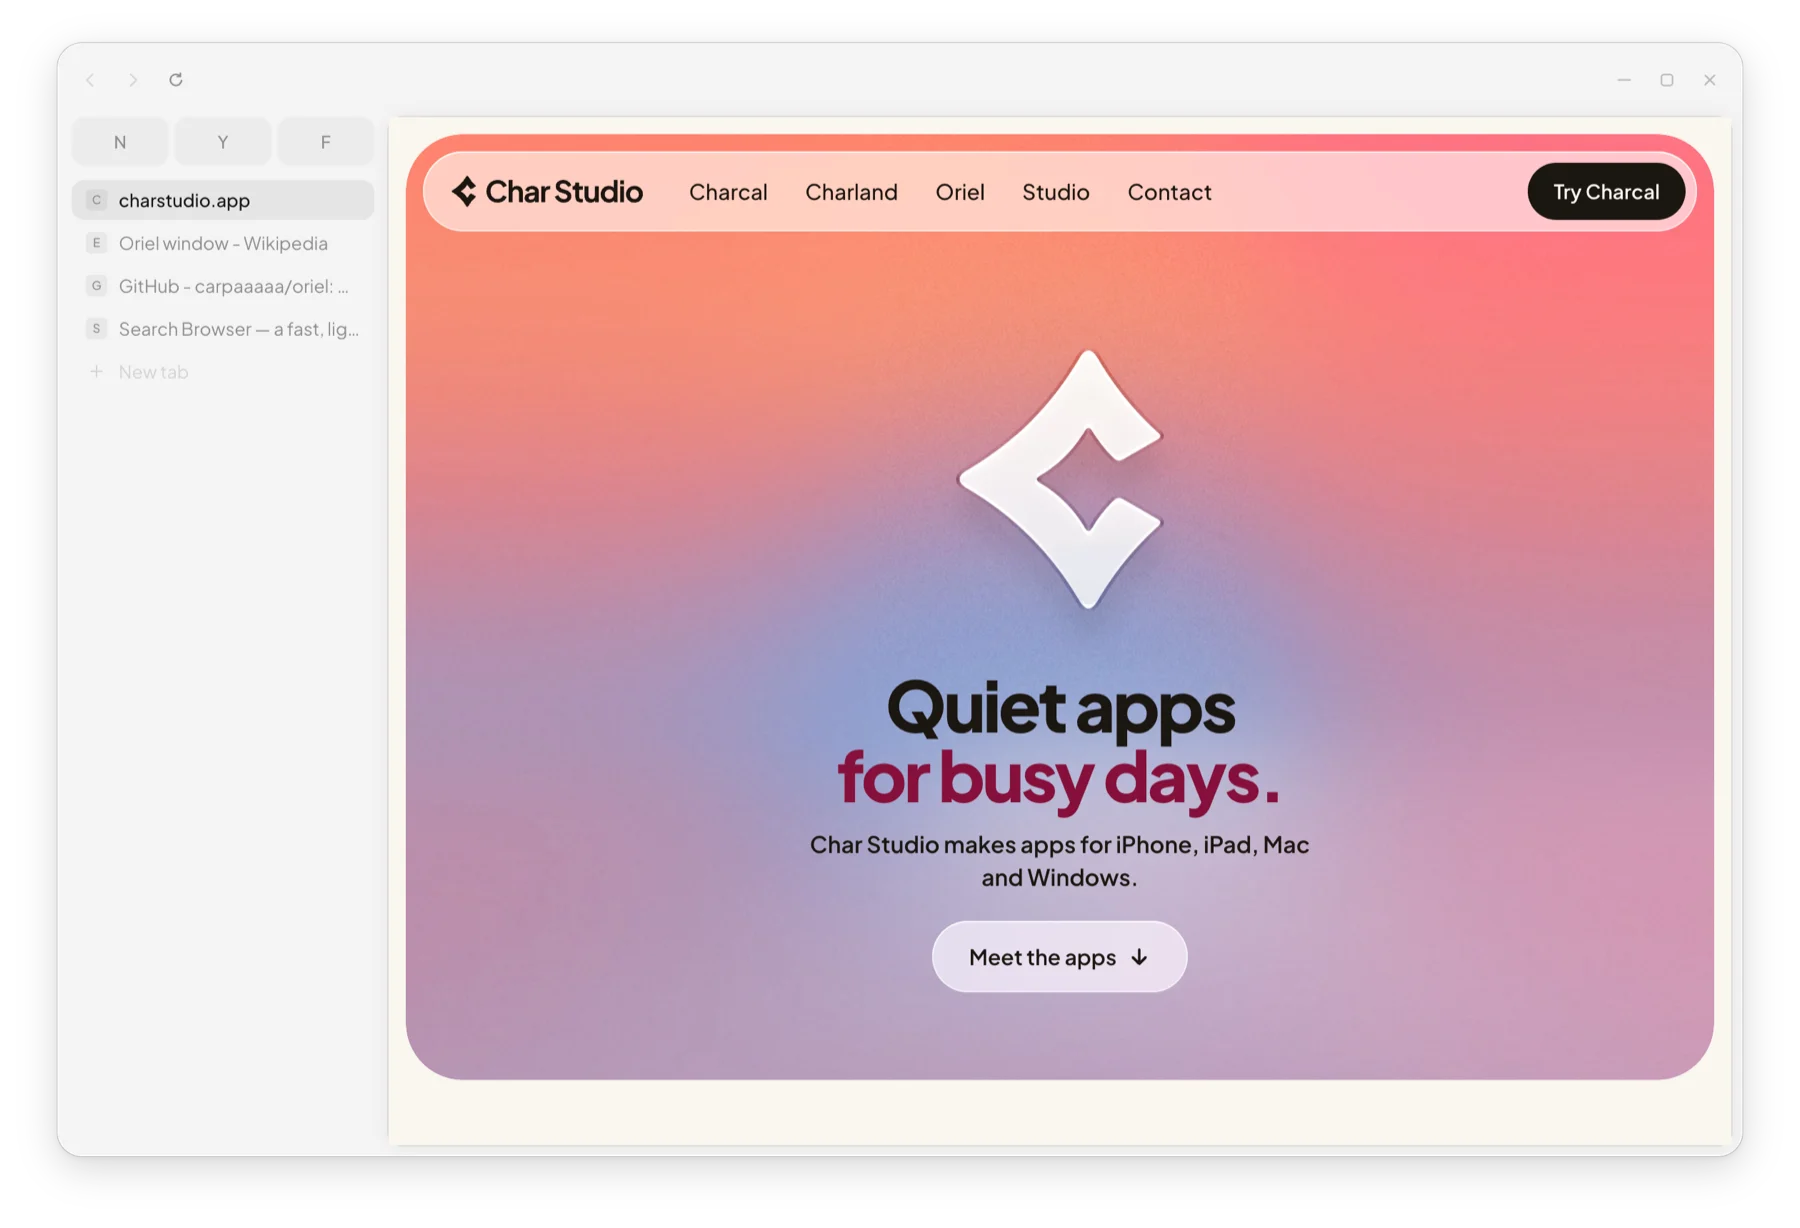 N Y F
C charstudio.app
E Oriel window - Wikipedia
G GitHub - carpaaaaa/oriel: ...
S Search Browser — a fast, lig...
+ New tab
Char Studio Charcal Charland Oriel Studio Contact Try Charcal
Quiet apps
for busy days.
Char Studio makes apps for iPhone, iPad, Mac
and Windows.
Meet the apps ↓